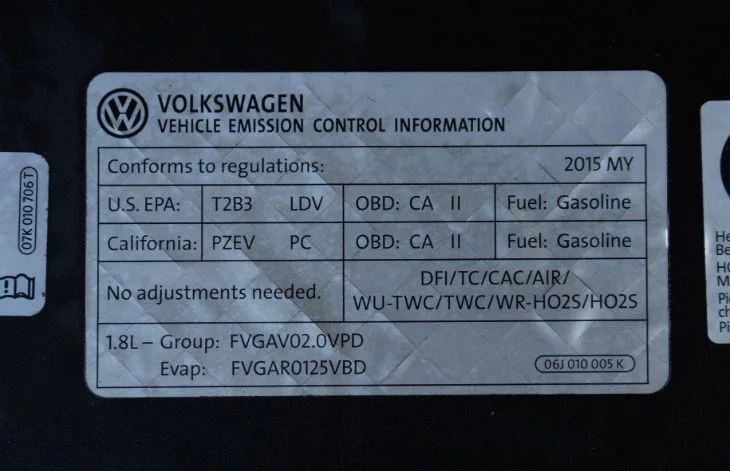 VOLKSWAGEN
VEHICLE EMISSION CONTROL INFORMATION
Conforms to regulations: 2015 MY
U.S. EPA: T2B3 LDV OBD: CA II Fuel: Gasoline
California: PZEV PC OBD: CA II Fuel: Gasoline
No adjustments needed. DFI/TC/CAC/AIR/
WU-TWC/TWC/WR-HO2S/HO2S
1.8L – Group: FVGAV02.0VPD
Evap: FVGAR0125VBD
06J 010 005 K
07K 010 706 T